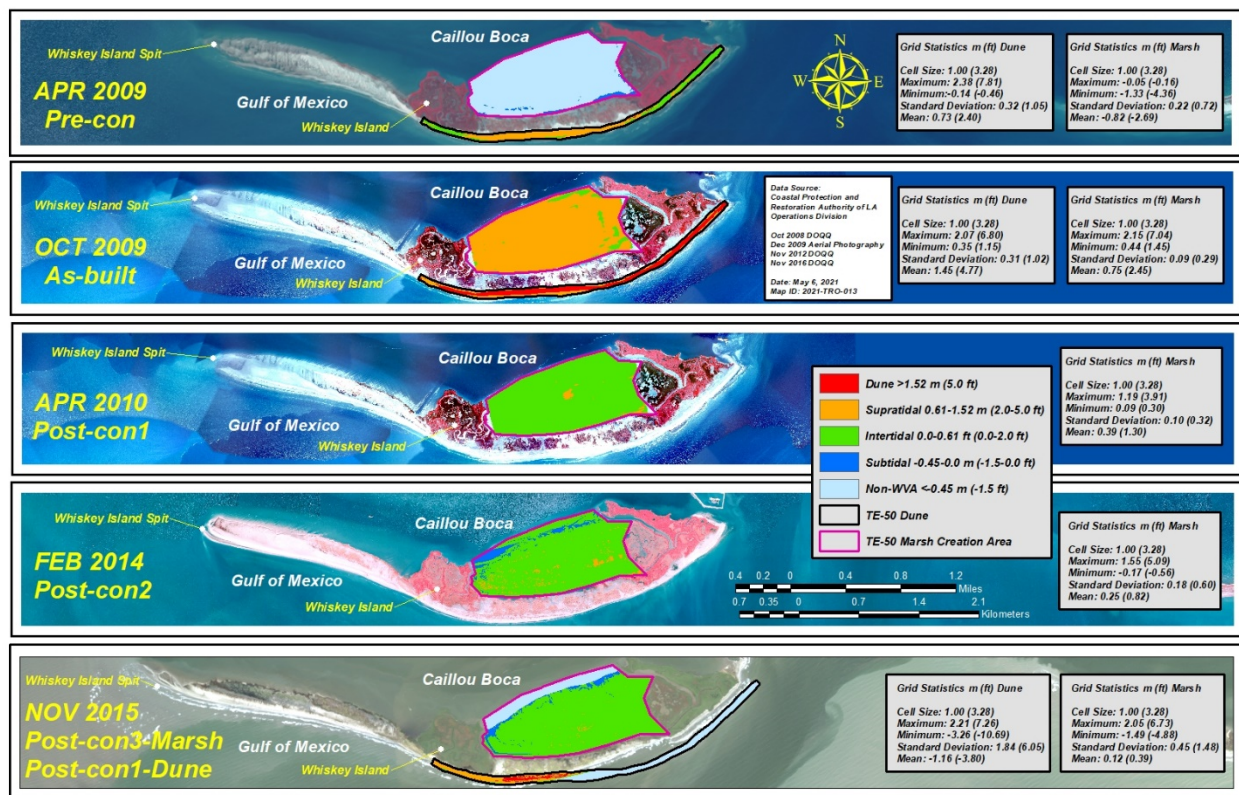 Whiskey Island Spit
Caillou Boca
APR 2009
Pre-con
Gulf of Mexico
Whiskey Island
N
W
E
S
Grid Statistics m (ft) Dune
Cell Size: 1.00 (3.28)
Maximum: 2.38 (7.81)
Minimum:-0.14 (-0.46)
Standard Deviation: 0.32 (1.05)
Mean: 0.73 (2.40)
Grid Statistics m (ft) Marsh
Cell Size: 1.00 (3.28)
Maximum: -0.05 (-0.16)
Minimum: -1.33 (-4.36)
Standard Deviation: 0.22 (0.72)
Mean: -0.82 (-2.69)
Whiskey Island Spit
Caillou Boca
OCT 2009
As-built
Gulf of Mexico
Whiskey Island
Data Source:
Coastal Protection and
Restoration Authority of LA
Operations Division
Oct 2008 DOQQ
Dec 2009 Aerial Photography
Nov 2012 DOQQ
Nov 2016 DOQQ
Date: May 6, 2021
Map ID: 2021-TRO-013
Grid Statistics m (ft) Dune
Cell Size: 1.00 (3.28)
Maximum: 2.07 (6.80)
Minimum: 0.35 (1.15)
Standard Deviation: 0.31 (1.02)
Mean: 1.45 (4.77)
Grid Statistics m (ft) Marsh
Cell Size: 1.00 (3.28)
Maximum: 2.15 (7.04)
Minimum: 0.44 (1.45)
Standard Deviation: 0.09 (0.29)
Mean: 0.75 (2.45)
Whiskey Island Spit
Caillou Boca
APR 2010
Post-con1
Gulf of Mexico
Whiskey Island
Grid Statistics m (ft) Marsh
Cell Size: 1.00 (3.28)
Maximum: 1.19 (3.91)
Minimum: 0.09 (0.30)
Standard Deviation: 0.10 (0.32)
Mean: 0.39 (1.30)
Dune >1.52 m (5.0 ft)
Supratidal 0.61-1.52 m (2.0-5.0 ft)
Intertidal 0.0-0.61 ft (0.0-2.0 ft)
Subtidal -0.45-0.0 m (-1.5-0.0 ft)
Non-WVA <-0.45 m (-1.5 ft)
TE-50 Dune
TE-50 Marsh Creation Area
Whiskey Island Spit
Caillou Boca
FEB 2014
Post-con2
Gulf of Mexico
Whiskey Island
0.4 0.2 0 0.4 0.8 1.2
Miles
0.7 0.35 0 0.7 1.4 2.1
Kilometers
Grid Statistics m (ft) Marsh
Cell Size: 1.00 (3.28)
Maximum: 1.55 (5.09)
Minimum: -0.17 (-0.56)
Standard Deviation: 0.18 (0.60)
Mean: 0.25 (0.82)
Whiskey Island Spit
Caillou Boca
NOV 2015
Post-con3-Marsh
Post-con1-Dune
Gulf of Mexico
Whiskey Island
Grid Statistics m (ft) Dune
Cell Size: 1.00 (3.28)
Maximum: 2.21 (7.26)
Minimum: -3.26 (-10.69)
Standard Deviation: 1.84 (6.05)
Mean: -1.16 (-3.80)
Grid Statistics m (ft) Marsh
Cell Size: 1.00 (3.28)
Maximum: 2.05 (6.73)
Minimum: -1.49 (-4.88)
Standard Deviation: 0.45 (1.48)
Mean: 0.12 (0.39)